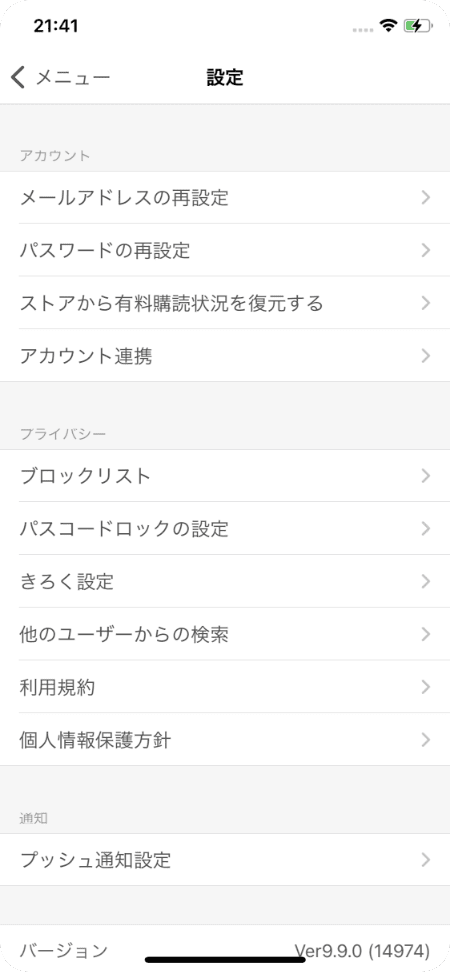 21:41
メニュー
設定
アカウント
メールアドレスの再設定
パスワードの再設定
ストアから有料購読状況を復元する
アカウント連携
プライバシー
ブロックリスト
パスコードロックの設定
きろく設定
他のユーザーからの検索
利用規約
個人情報保護方針
通知
プッシュ通知設定
バージョン Ver9.9.0 (14974)